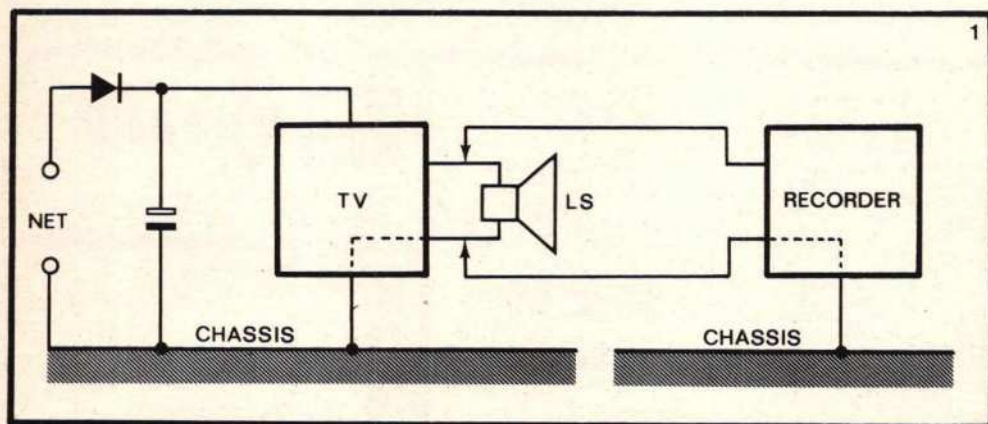 1
NET
TV
LS
RECORDER
CHASSIS
CHASSIS